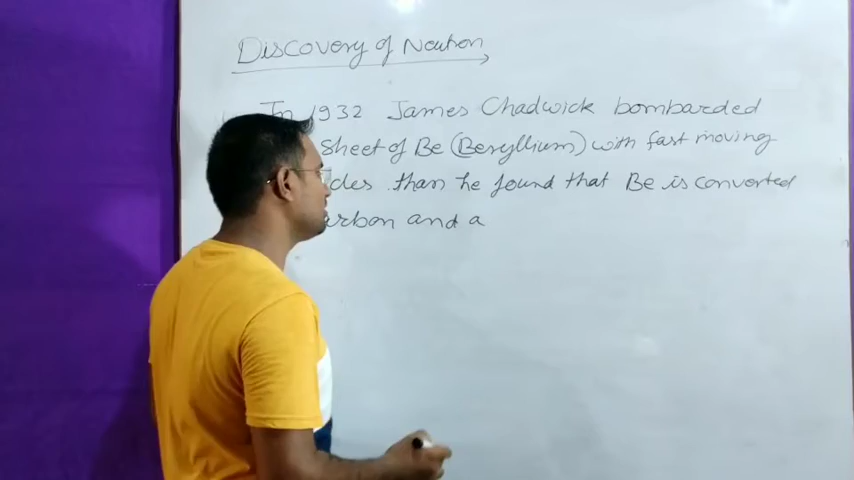 Discovery of Neutron
In 1932 James Chadwick bombarded
sheet of Be (Beryllium) with fast moving
than he found that Be is converted
and a